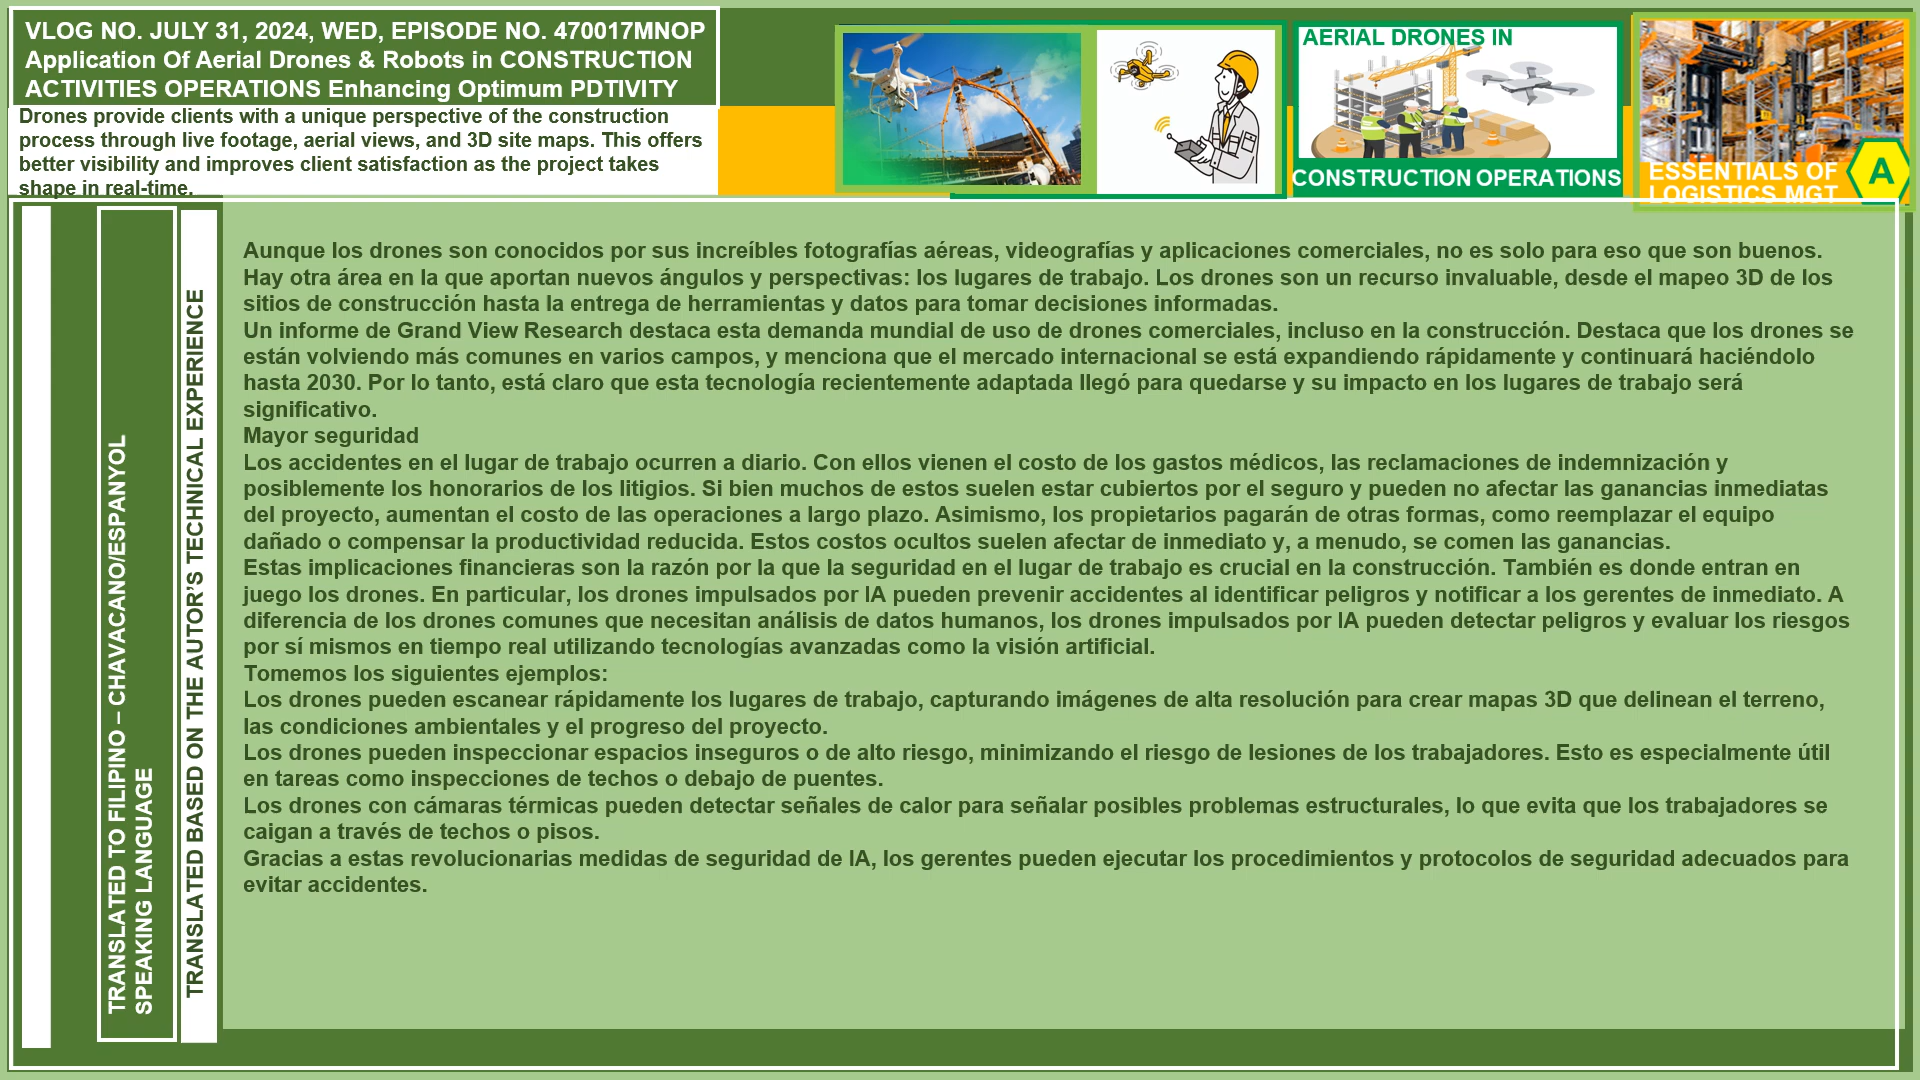 VLOG NO. JULY 31, 2024, WED, EPISODE NO. 470017MNOP
Application Of Aerial Drones & Robots in CONSTRUCTION
ACTIVITIES OPERATIONS Enhancing Optimum PDTIVITY
Drones provide clients with a unique perspective of the construction
process through live footage, aerial views, and 3D site maps. This offers
better visibility and improves client satisfaction as the project takes
shape in real-time.
AERIAL DRONES IN
CONSTRUCTION OPERATIONS
ESSENTIALS OF
LOGISTICS MGT
A
TRANSLATED TO FILIPINO – CHAVACANO/ESPANYOL
SPEAKING LANGUAGE
TRANSLATED BASED ON THE AUTOR'S TECHNICAL EXPERIENCE
Aunque los drones son conocidos por sus increíbles fotografías aéreas, videografías y aplicaciones comerciales, no es solo para eso que son buenos.
Hay otra área en la que aportan nuevos ángulos y perspectivas: los lugares de trabajo. Los drones son un recurso invaluable, desde el mapeo 3D de los
sitios de construcción hasta la entrega de herramientas y datos para tomar decisiones informadas.
Un informe de Grand View Research destaca esta demanda mundial de uso de drones comerciales, incluso en la construcción. Destaca que los drones se
están volviendo más comunes en varios campos, y menciona que el mercado internacional se está expandiendo rápidamente y continuará haciéndolo
hasta 2030. Por lo tanto, está claro que esta tecnología recientemente adaptada llegó para quedarse y su impacto en los lugares de trabajo será
significativo.
Mayor seguridad
Los accidentes en el lugar de trabajo ocurren a diario. Con ellos vienen el costo de los gastos médicos, las reclamaciones de indemnización y
posiblemente los honorarios de los litigios. Si bien muchos de estos suelen estar cubiertos por el seguro y pueden no afectar las ganancias inmediatas
del proyecto, aumentan el costo de las operaciones a largo plazo. Asimismo, los propietarios pagarán de otras formas, como reemplazar el equipo
dañado o compensar la productividad reducida. Estos costos ocultos suelen afectar de inmediato y, a menudo, se comen las ganancias.
Estas implicaciones financieras son la razón por la que la seguridad en el lugar de trabajo es crucial en la construcción. También es donde entran en
juego los drones. En particular, los drones impulsados por IA pueden prevenir accidentes al identificar peligros y notificar a los gerentes de inmediato. A
diferencia de los drones comunes que necesitan análisis de datos humanos, los drones impulsados por IA pueden detectar peligros y evaluar los riesgos
por sí mismos en tiempo real utilizando tecnologías avanzadas como la visión artificial.
Tomemos los siguientes ejemplos:
Los drones pueden escanear rápidamente los lugares de trabajo, capturando imágenes de alta resolución para crear mapas 3D que delinean el terreno,
las condiciones ambientales y el progreso del proyecto.
Los drones pueden inspeccionar espacios inseguros o de alto riesgo, minimizando el riesgo de lesiones de los trabajadores. Esto es especialmente útil
en tareas como inspecciones de techos o debajo de puentes.
Los drones con cámaras térmicas pueden detectar señales de calor para señalar posibles problemas estructurales, lo que evita que los trabajadores se
caigan a través de techos o pisos.
Gracias a estas revolucionarias medidas de seguridad de IA, los gerentes pueden ejecutar los procedimientos y protocolos de seguridad adecuados para
evitar accidentes.